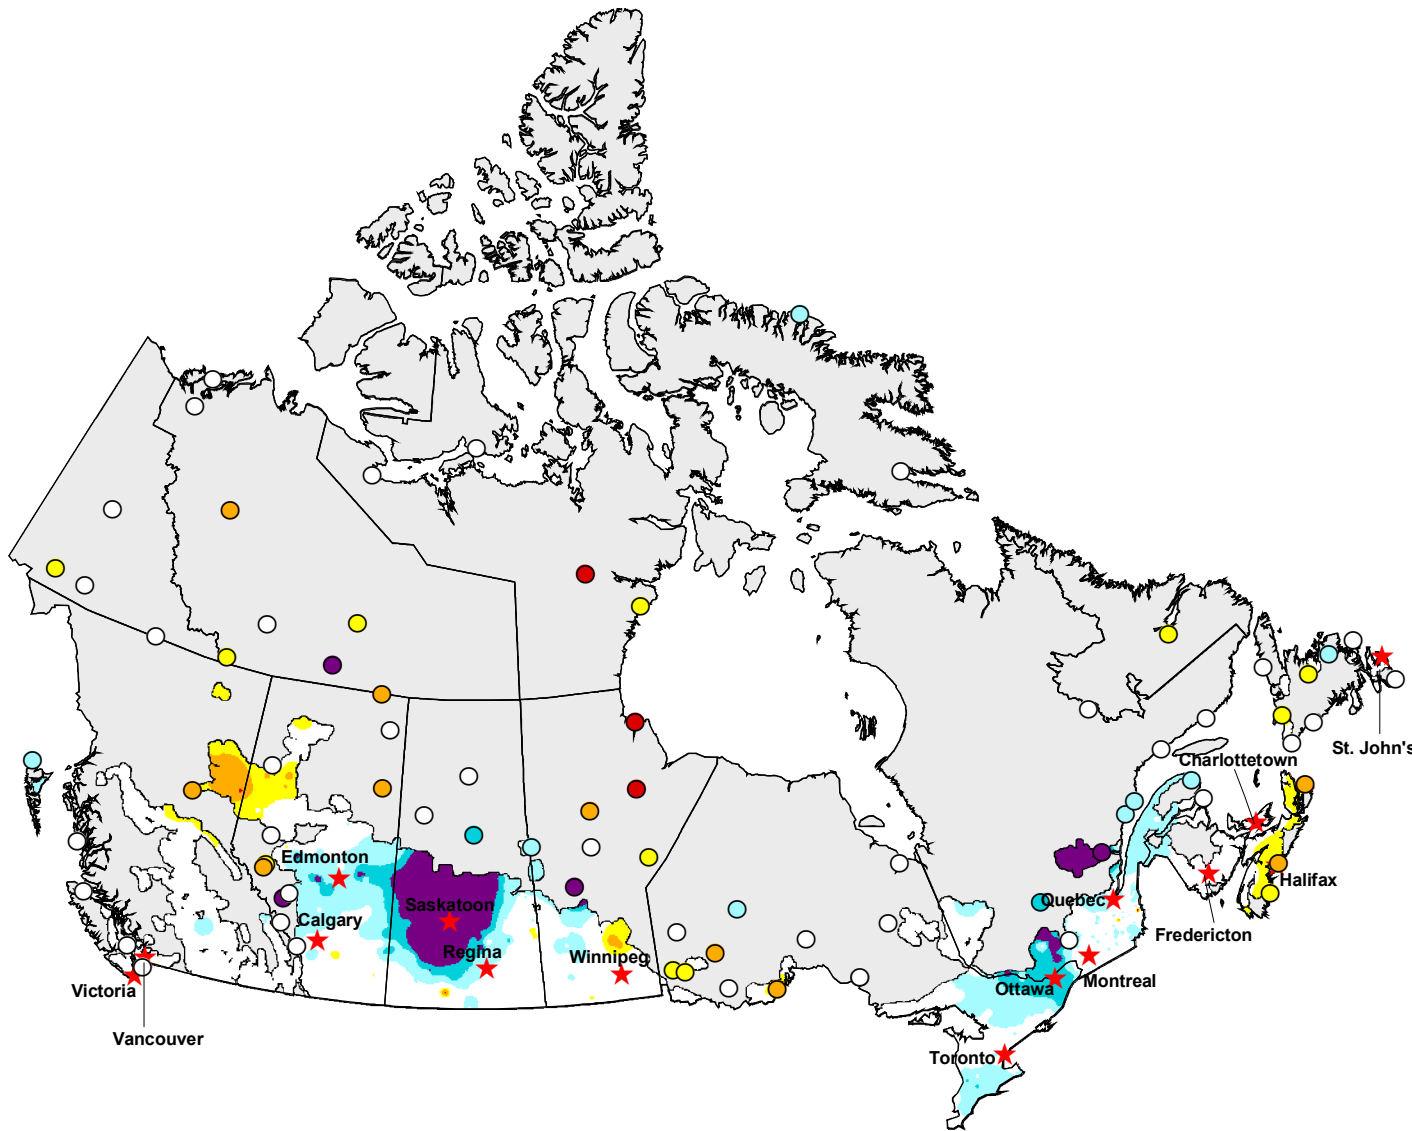 St. John's
Charlottetown
Edmonton
Halifax
Quebec
Saskatoon
Calgary
Fredericton
Regina
Winnipeg
Montreal
Victoria
Ottawa
Vancouver
Toronto